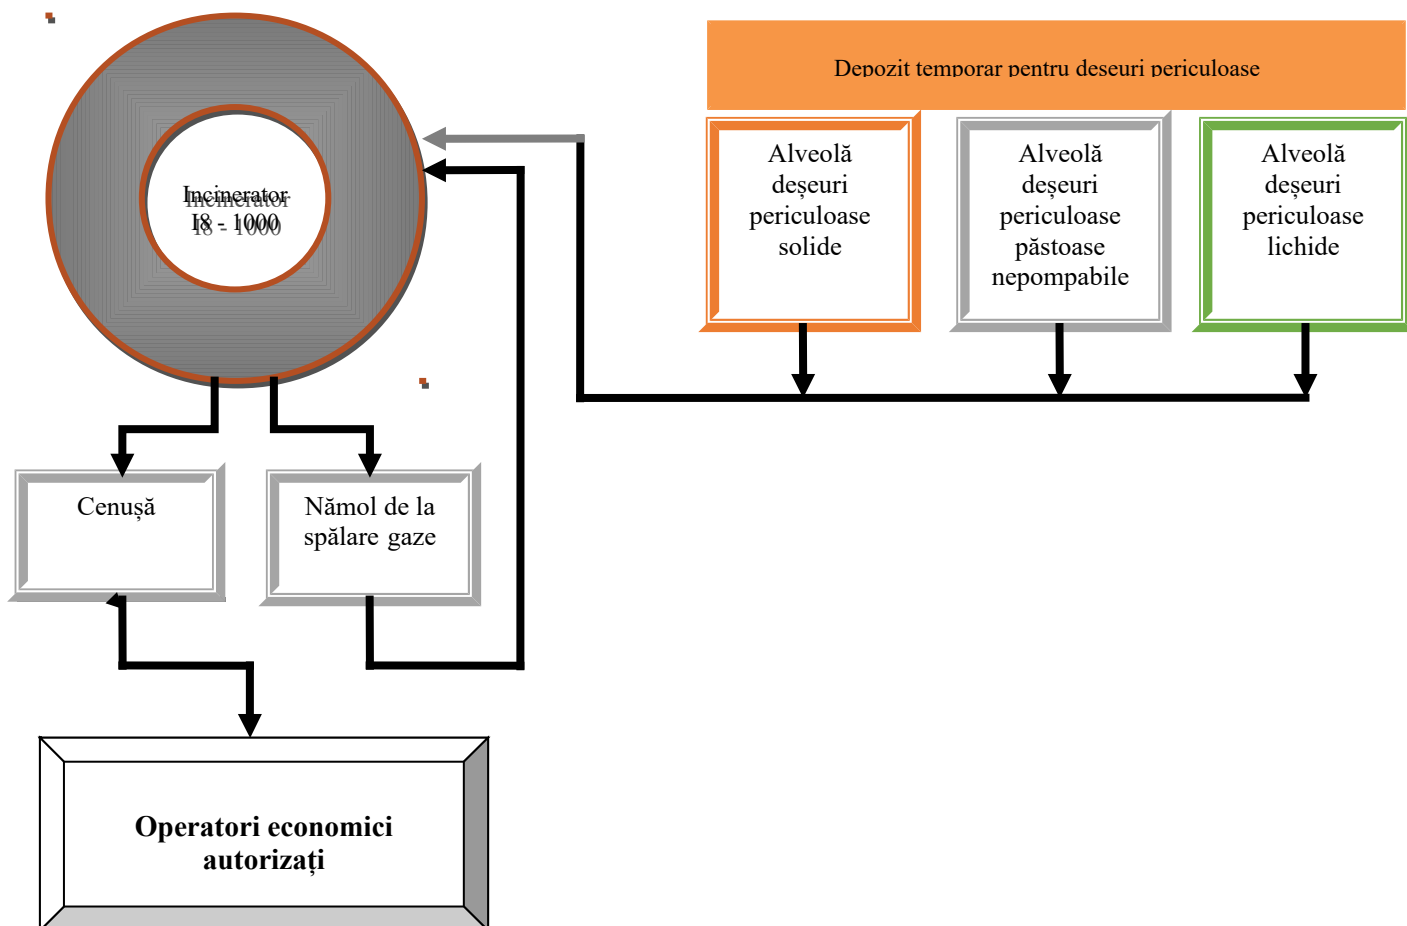 Depozit temporar pentru deseuri periculoase
Incinerator
I8 - 1000
Alveolă
deșeuri
periculoase
solide
Alveolă
deșeuri
periculoase
păstoase
nepompabile
Alveolă
deșeuri
periculoase
lichide
Cenușă
Nămol de la
spălare gaze
Operatori economici
autorizați